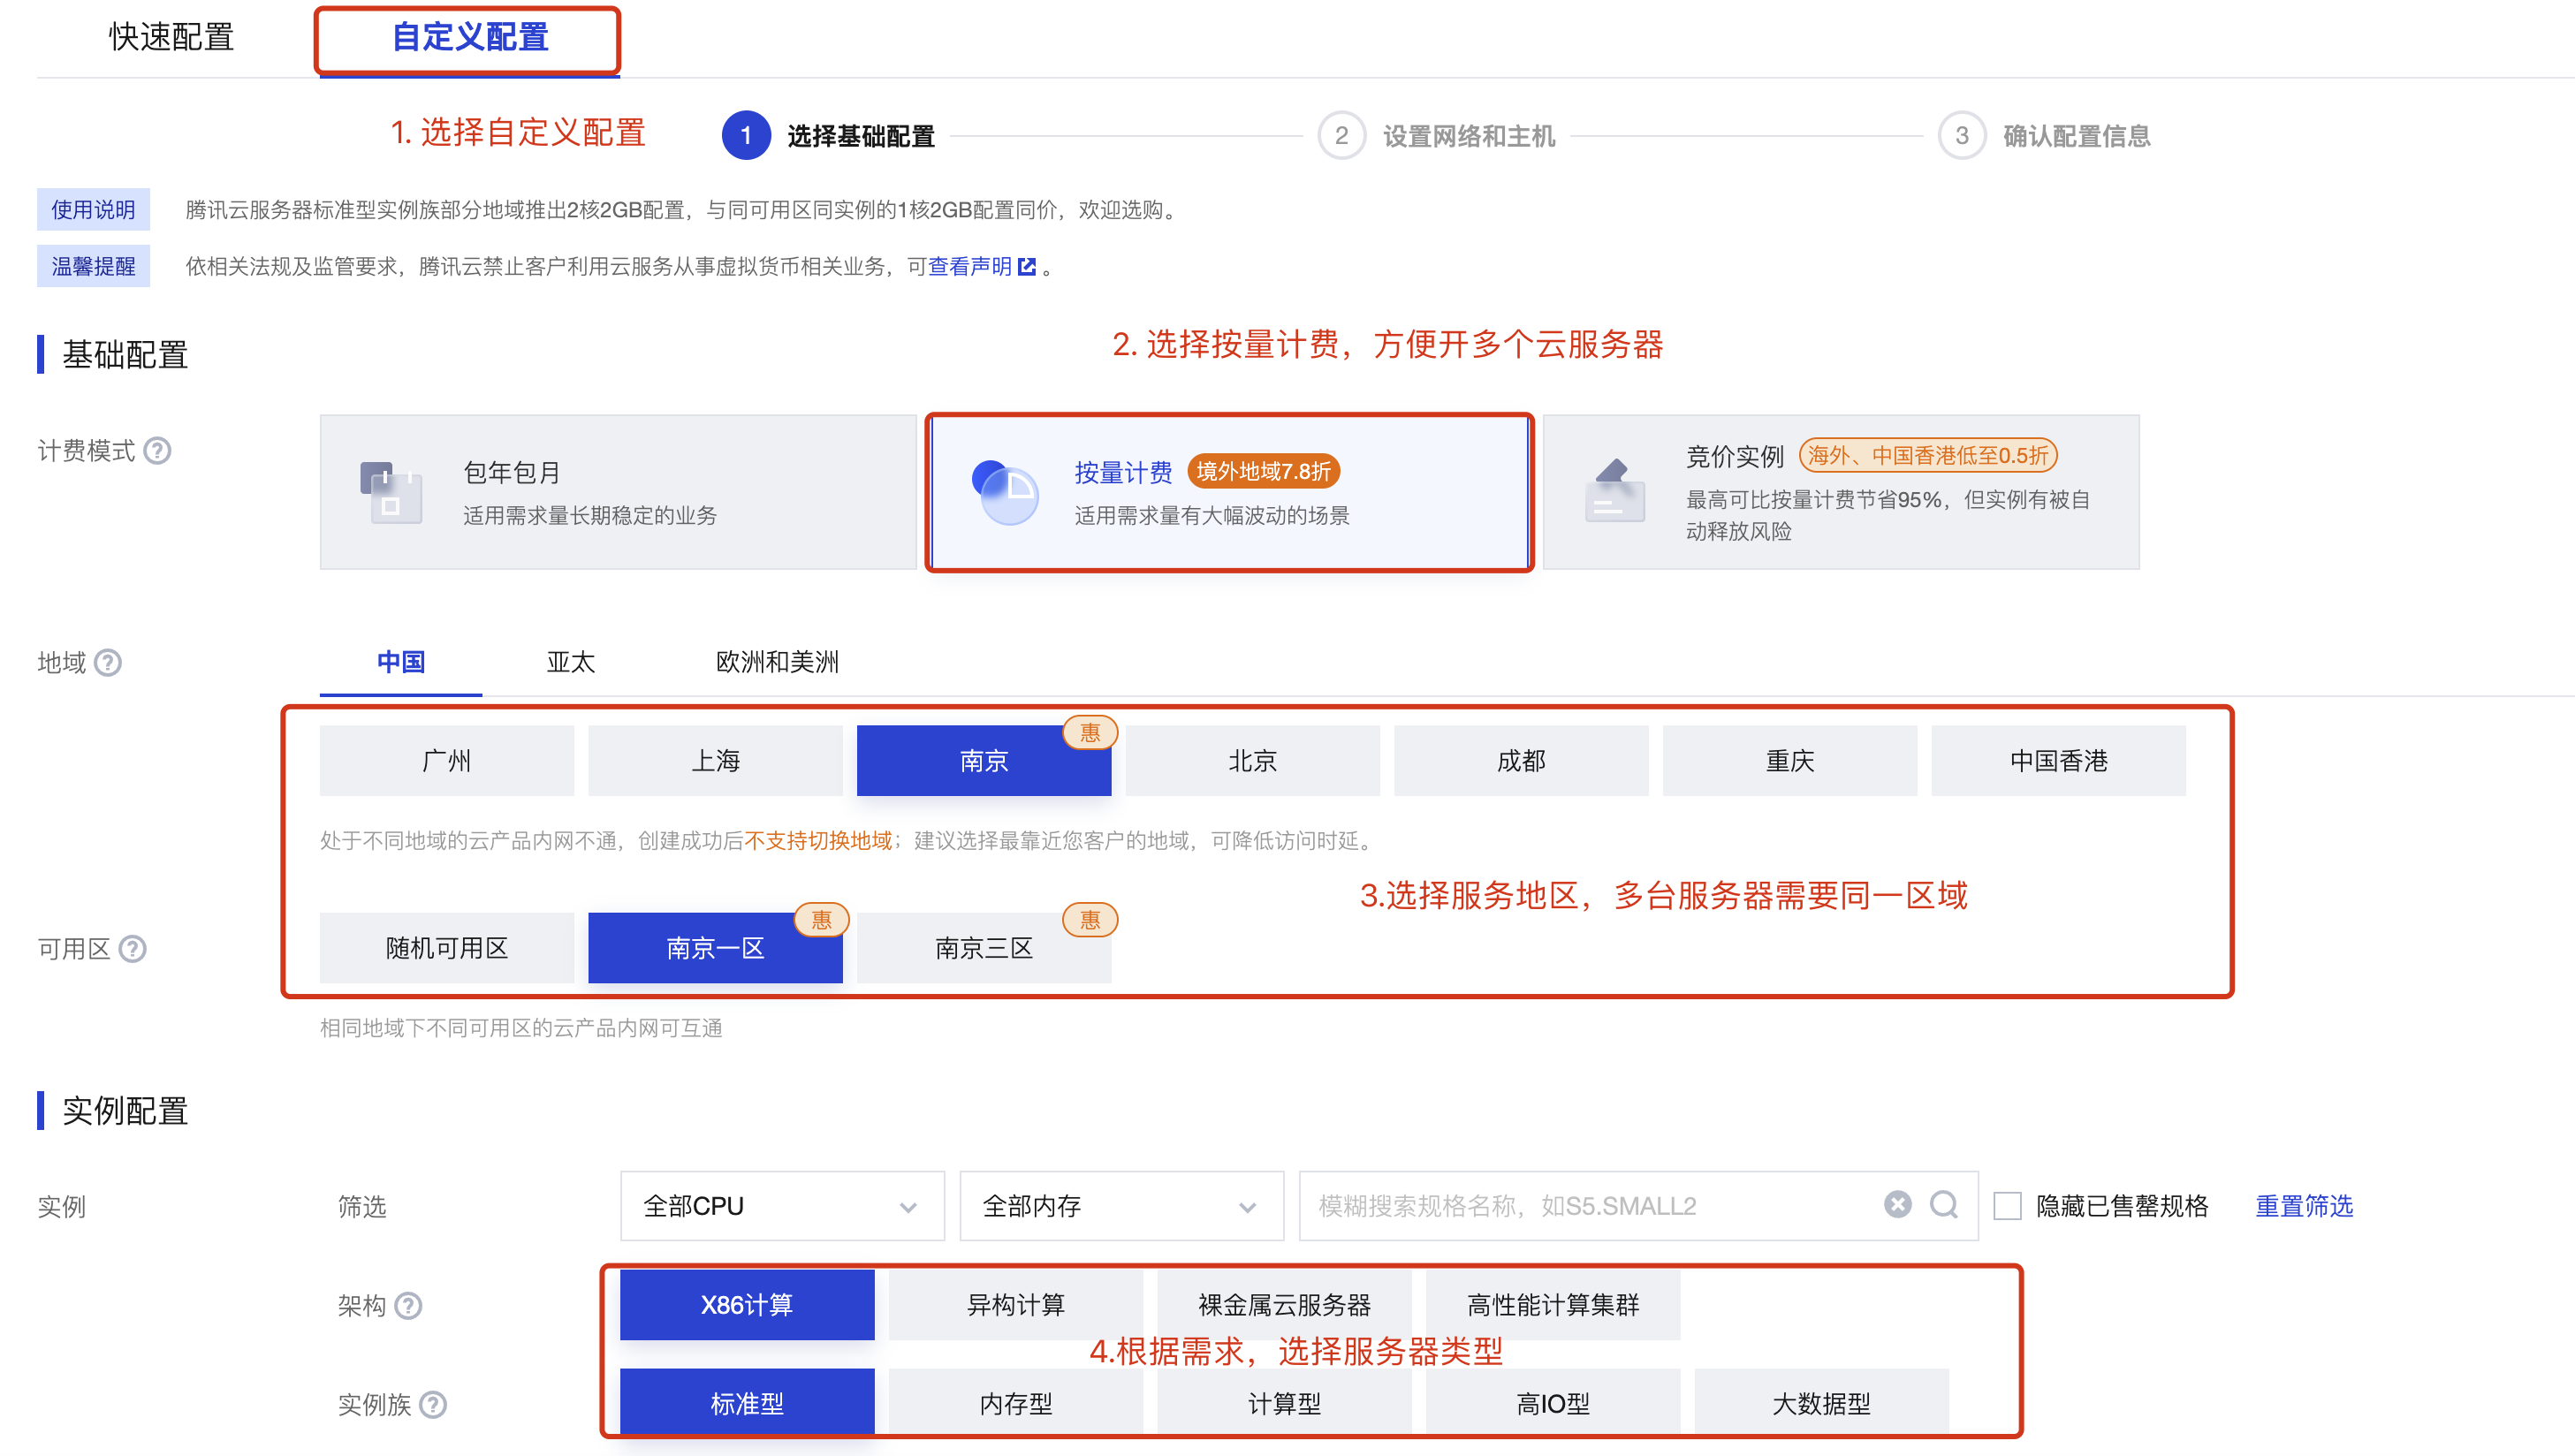 快速配置
自定义配置
1. 选择自定义配置
1 选择基础配置
2 设置网络和主机
3 确认配置信息
使用说明 腾讯云服务器标准型实例族部分地域推出2核2GB配置，与同可用区同实例的1核2GB配置同价，欢迎选购。
温馨提醒 依相关法规及监管要求，腾讯云禁止客户利用云服务从事虚拟货币相关业务，可查看声明。
基础配置
2. 选择按量计费，方便开多个云服务器
计费模式
包年包月
适用需求量长期稳定的业务
按量计费 境外地域7.8折
适用需求量有大幅波动的场景
竞价实例 海外、中国香港低至0.5折
最高可比按量计费节省95%，但实例有被自
动释放风险
地域
中国 亚太 欧洲和美洲
广州 上海 南京 惠 北京 成都 重庆 中国香港
处于不同地域的云产品内网不通，创建成功后不支持切换地域；建议选择最靠近您客户的地域，可降低访问时延。
3.选择服务地区，多台服务器需要同一区域
可用区
随机可用区 南京一区 惠 南京三区 惠
相同地域下不同可用区的云产品内网可互通
实例配置
实例 筛选 全部CPU 全部内存 模糊搜索规格名称，如S5.SMALL2 隐藏已售罄规格 重置筛选
架构 X86计算 异构计算 裸金属云服务器 高性能计算集群
4.根据需求，选择服务器类型
实例族 标准型 内存型 计算型 高IO型 大数据型